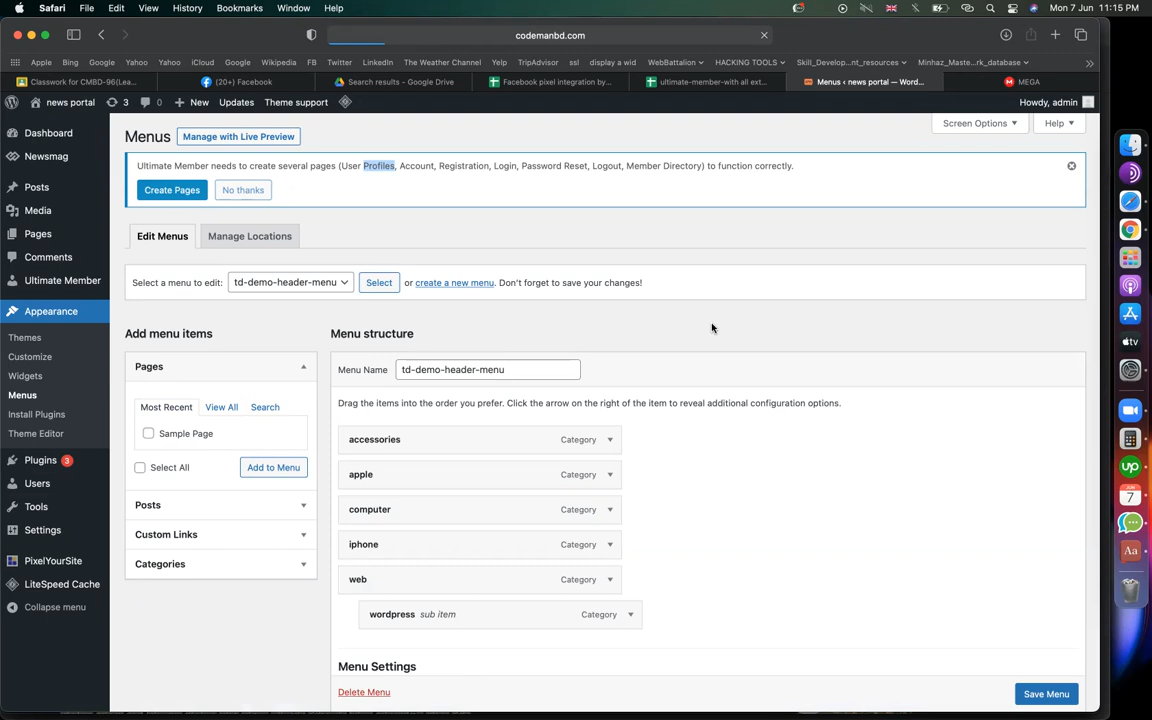 Safari File Edit View History Bookmarks Window Help Mon 7 Jun 11:15 PM
codemanbd.com
Apple Bing Google Yahoo Yahoo iCloud Google Wikipedia FB Twitter LinkedIn The Weather Channel Yelp TripAdvisor ssl display a wid WebBattalion HACKING TOOLS Skill_Develop...nt_resources Minhaz_Maste...rk_database
Classwork for CMBD-96(Lea... (20+) Facebook Search results - Google Drive Facebook pixel integration by... ultimate-member-with all ext... Menus ‹ news portal — Word... MEGA
news portal 3 0 New Updates Theme support Howdy, admin
Screen Options Help
Dashboard
Newsmag
Posts
Media
Pages
Comments
Ultimate Member
Appearance
Themes
Customize
Widgets
Menus
Install Plugins
Theme Editor
Plugins 3
Users
Tools
Settings
PixelYourSite
LiteSpeed Cache
Collapse menu
Menus Manage with Live Preview
Ultimate Member needs to create several pages (User Profiles, Account, Registration, Login, Password Reset, Logout, Member Directory) to function correctly.
Create Pages No thanks
Edit Menus Manage Locations
Select a menu to edit: td-demo-header-menu Select or create a new menu. Don't forget to save your changes!
Add menu items
Pages
Most Recent View All Search
Sample Page
Select All Add to Menu
Posts
Custom Links
Categories
Menu structure
Menu Name td-demo-header-menu
Drag the items into the order you prefer. Click the arrow on the right of the item to reveal additional configuration options.
accessories Category
apple Category
computer Category
iphone Category
web Category
wordpress sub item Category
Menu Settings
Delete Menu Save Menu
tv
up
JUN
7
Aa